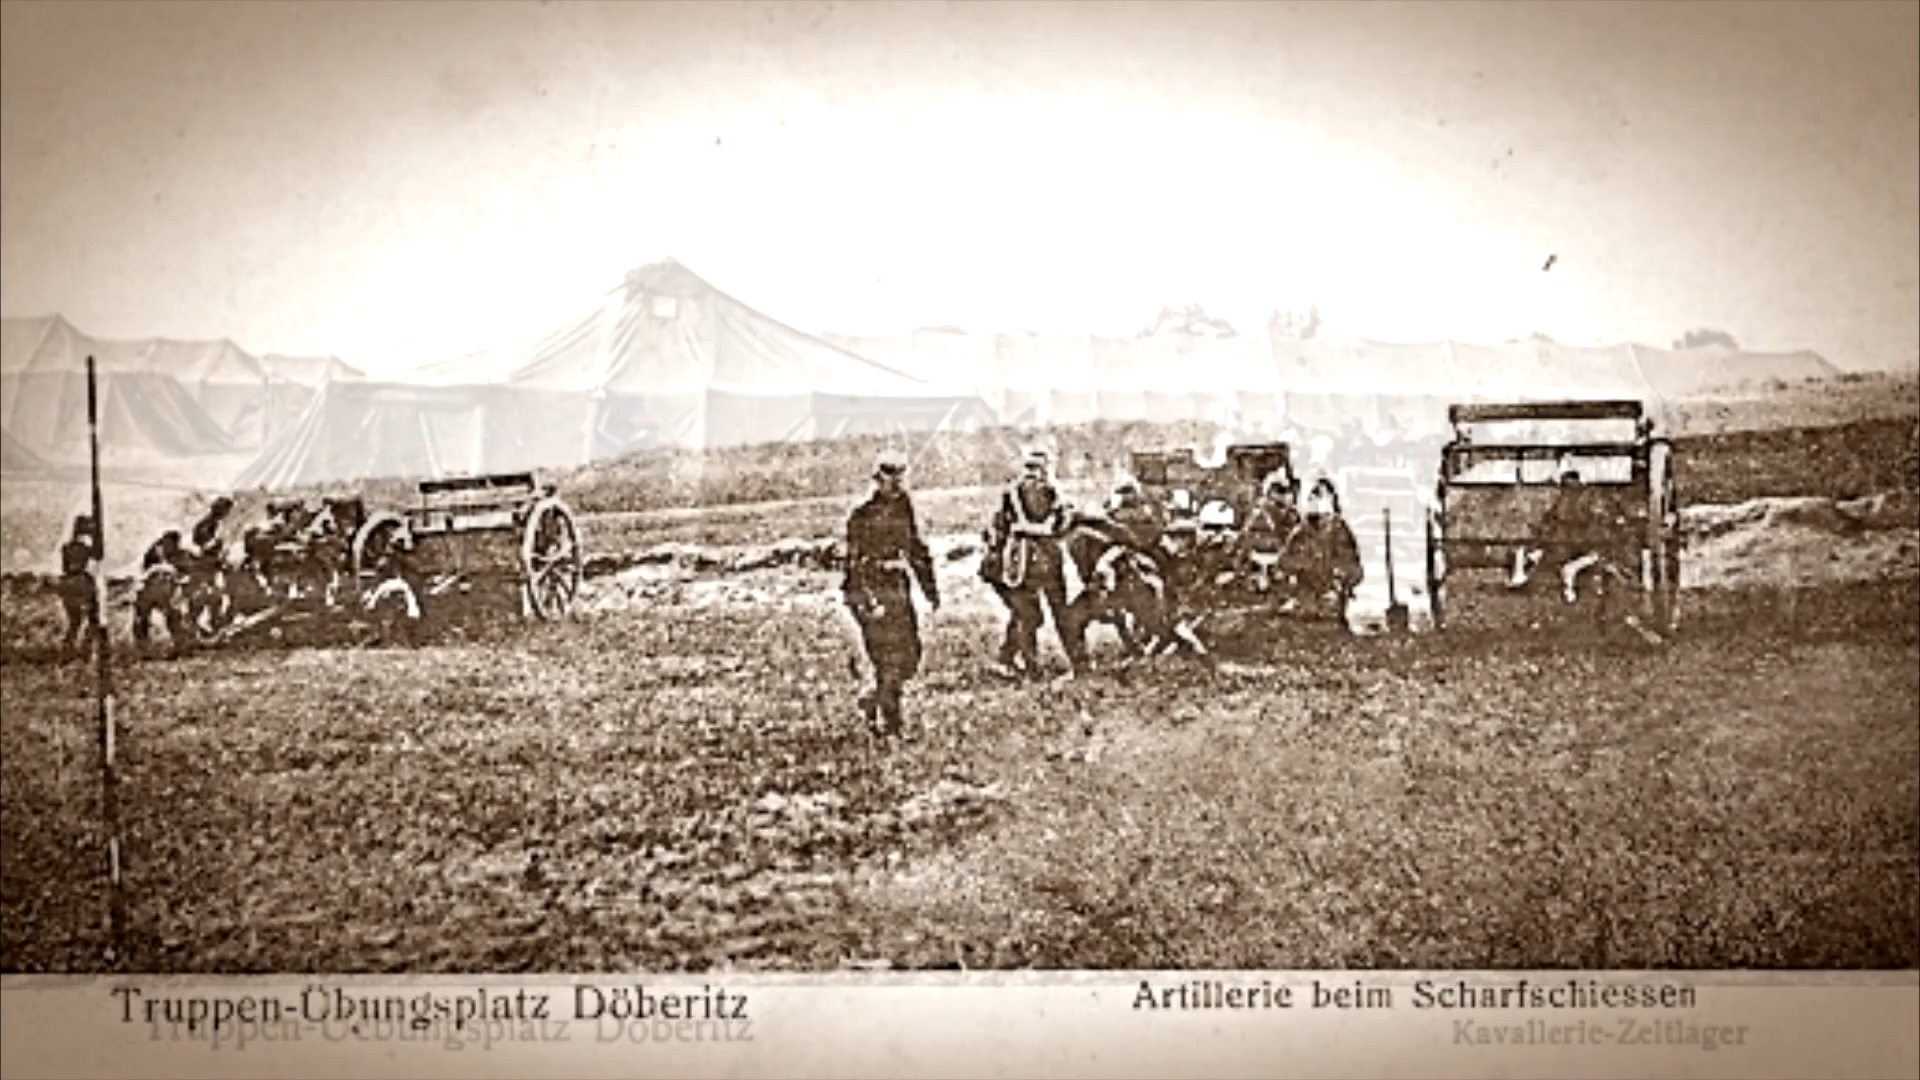 Truppen-Übungsplatz Döberitz
Artillerie beim Scharfschiessen
Truppen-Uebungsplatz Döberitz
Kavallerie-Zeltlager